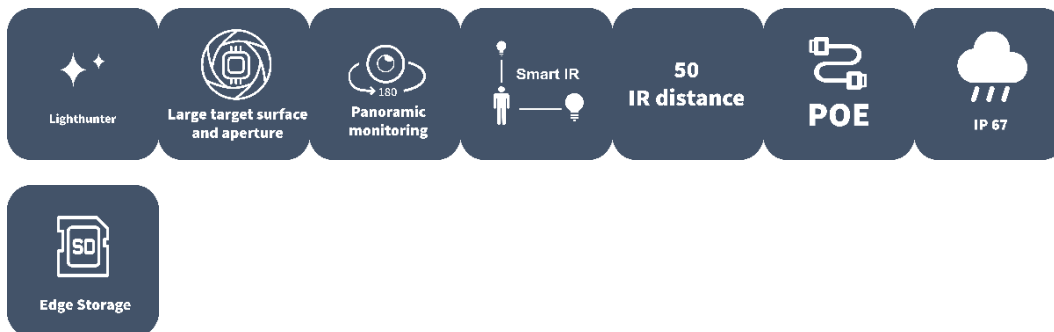 Lighthunter
Large target surface
and aperture
180
Panoramic
monitoring
Smart IR
50
IR distance
POE
IP 67
SD
Edge Storage